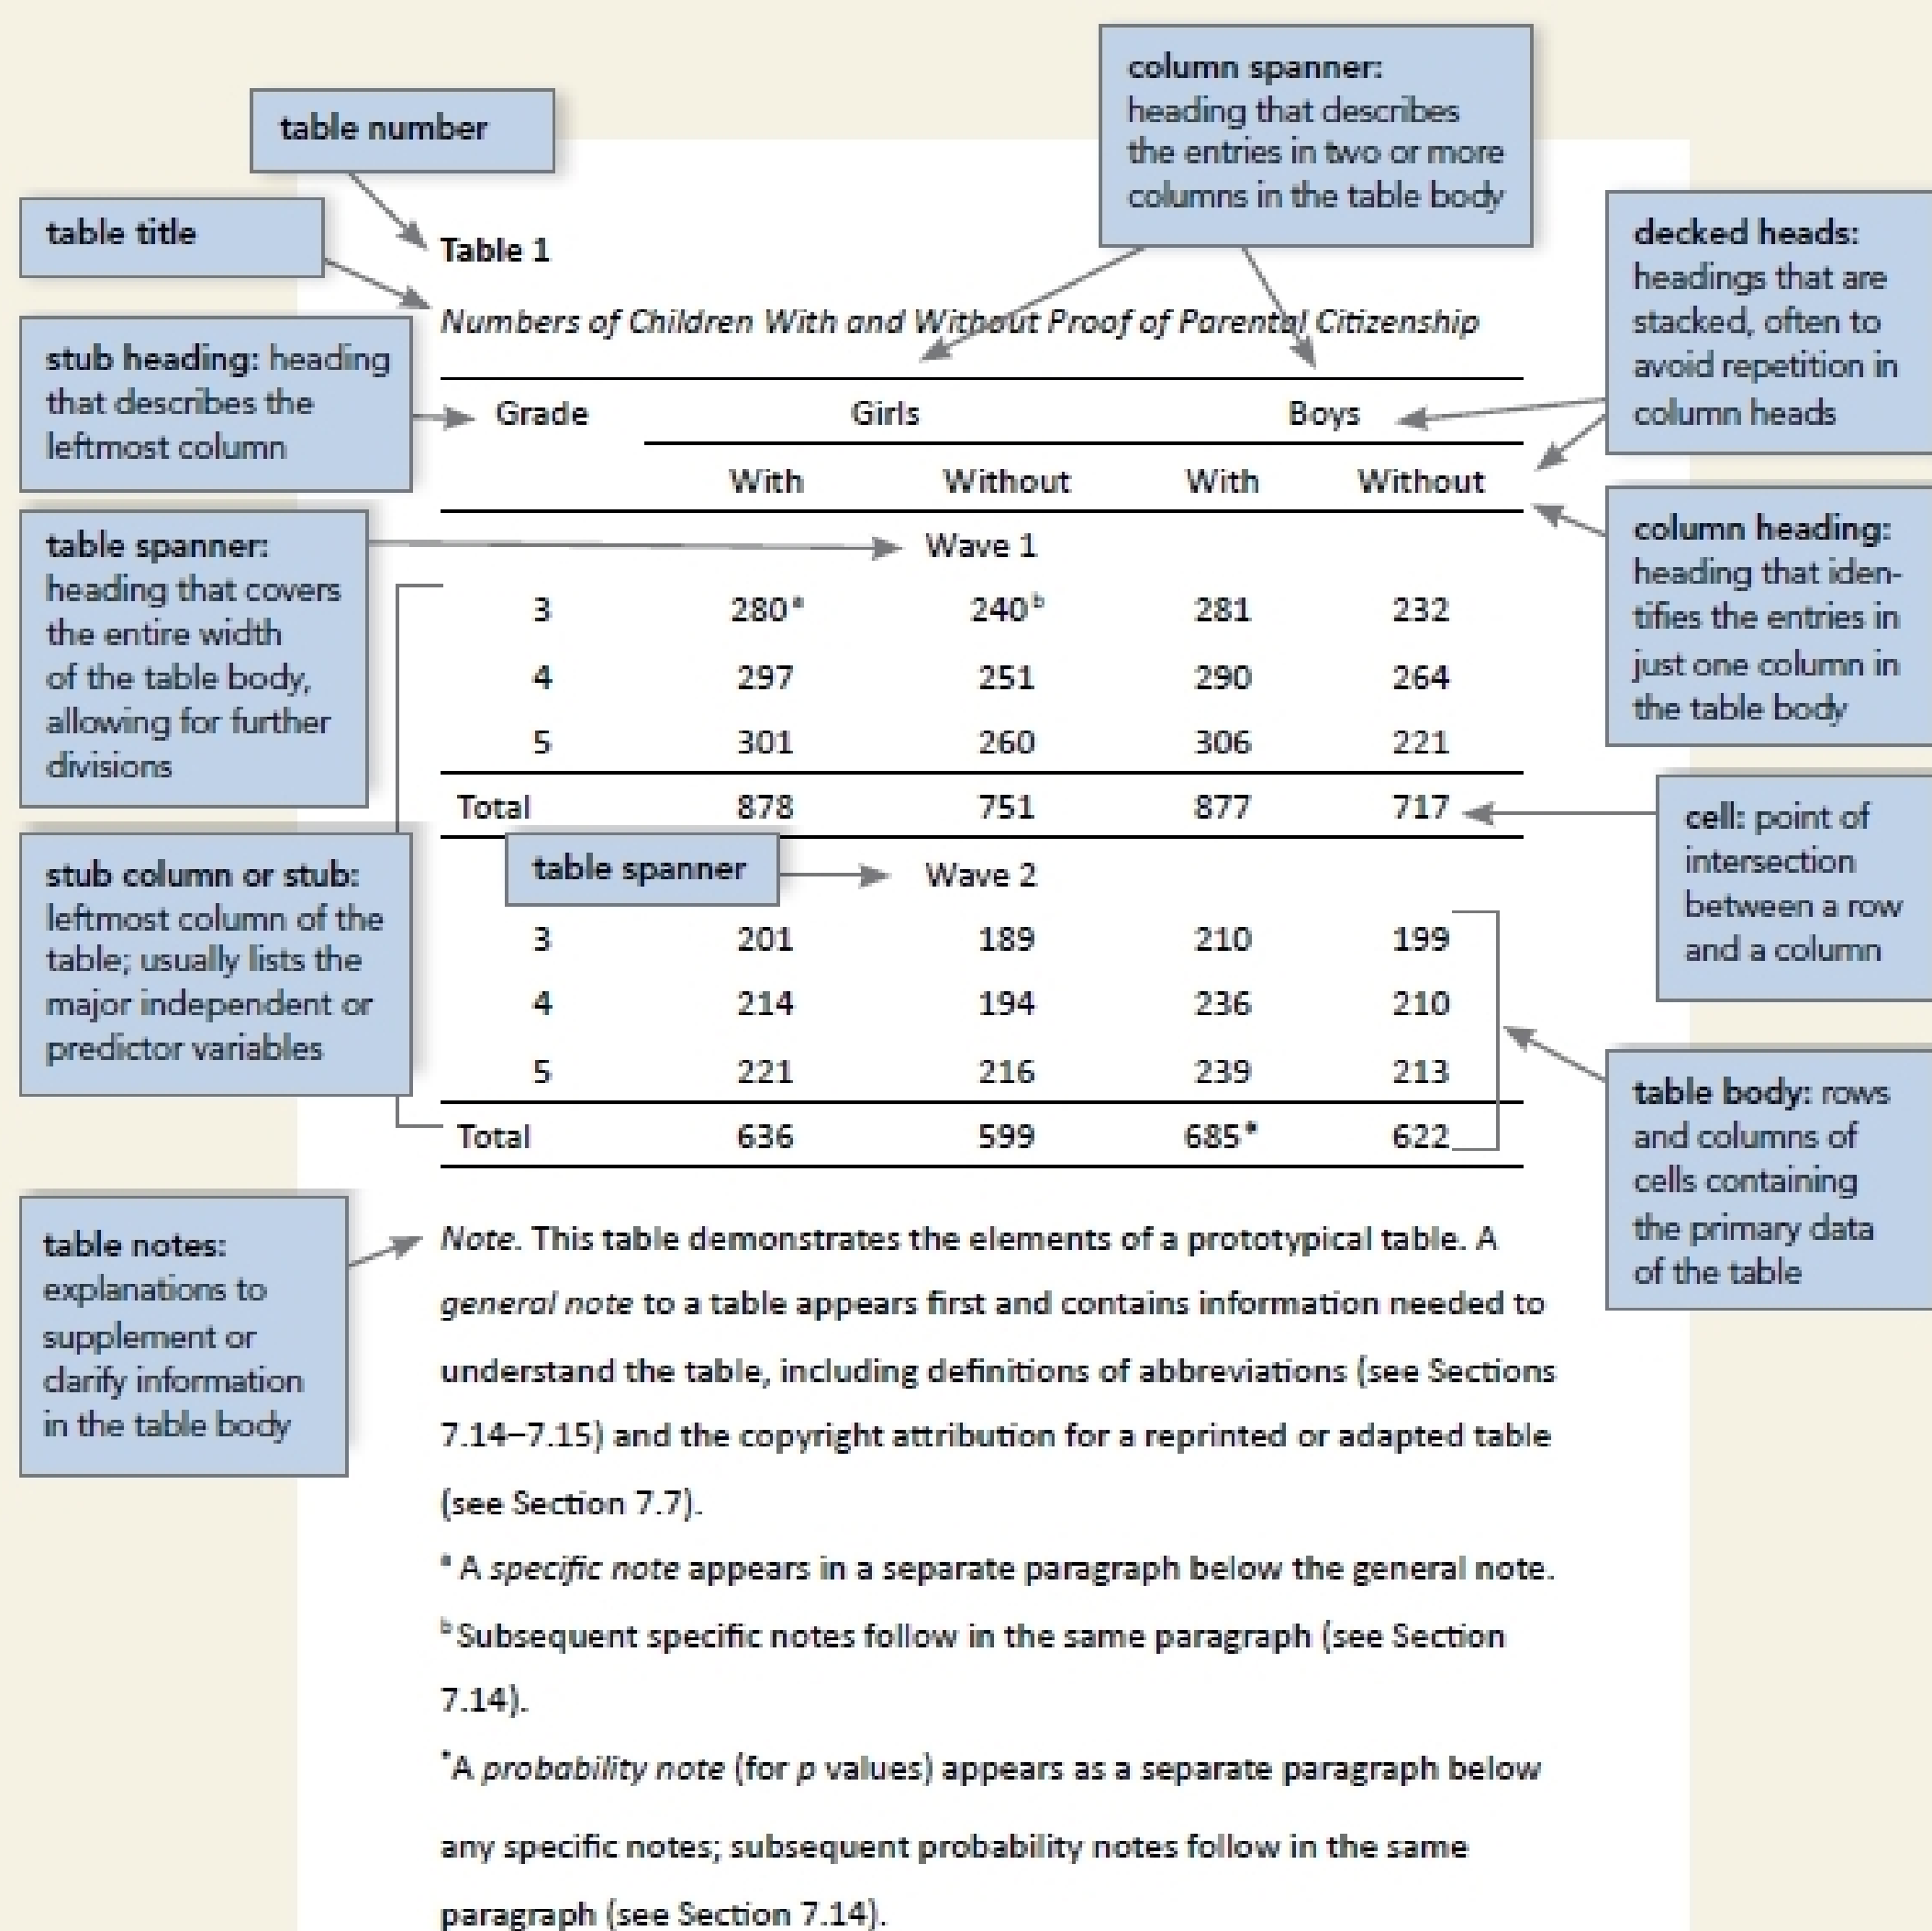 column spanner:
heading that describes
the entries in two or more
columns in the table body
table number
table title
decked heads:
headings that are
stacked, often to
avoid repetition in
column heads
Table 1
Numbers of Children With and Without Proof of Parental Citizenship
stub heading: heading
that describes the
leftmost column
Grade Girls Boys
With Without With Without
column heading:
heading that iden-
tifies the entries in
just one column in
the table body
table spanner:
heading that covers
the entire width
of the table body,
allowing for further
divisions
Wave 1
3 280ᵃ 240ᵇ 281 232
4 297 251 290 264
5 301 260 306 221
Total 878 751 877 717
cell: point of
intersection
between a row
and a column
stub column or stub:
leftmost column of the
table; usually lists the
major independent or
predictor variables
table spanner
Wave 2
3 201 189 210 199
4 214 194 236 210
5 221 216 239 213
Total 636 599 685* 622
table body: rows
and columns of
cells containing
the primary data
of the table
table notes:
explanations to
supplement or
clarify information
in the table body
Note. This table demonstrates the elements of a prototypical table. A
general note to a table appears first and contains information needed to
understand the table, including definitions of abbreviations (see Sections
7.14–7.15) and the copyright attribution for a reprinted or adapted table
(see Section 7.7).
ᵃ A specific note appears in a separate paragraph below the general note.
ᵇ Subsequent specific notes follow in the same paragraph (see Section
7.14).
*A probability note (for p values) appears as a separate paragraph below
any specific notes; subsequent probability notes follow in the same
paragraph (see Section 7.14).